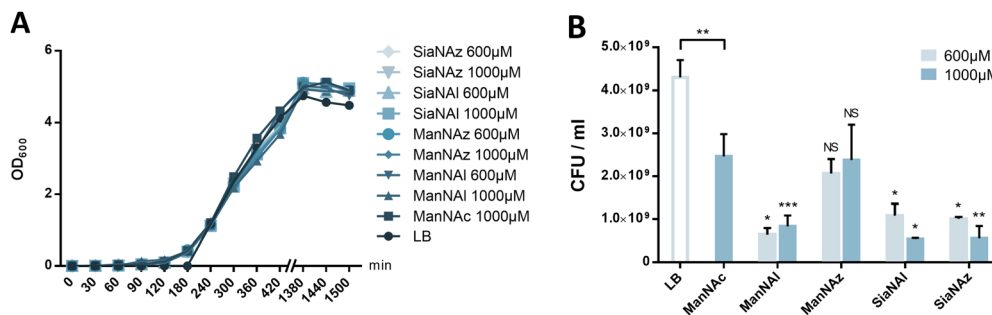 A
OD600
6
4
2
0
0
30
60
90
120
180
240
300
360
420
1380
1440
1500
min
SiaNAz 600µM
SiaNAz 1000µM
SiaNAl 600µM
SiaNAl 1000µM
ManNAz 600µM
ManNAz 1000µM
ManNAl 600µM
ManNAl 1000µM
ManNAc 1000µM
LB
B
CFU / ml
5.0×10⁹
4.0×10⁹
3.0×10⁹
2.0×10⁹
1.0×10⁹
0
**
*
***
NS
NS
*
*
*
**
600µM
1000µM
LB
ManNAc
ManNAl
ManNAz
SiaNAl
SiaNAz